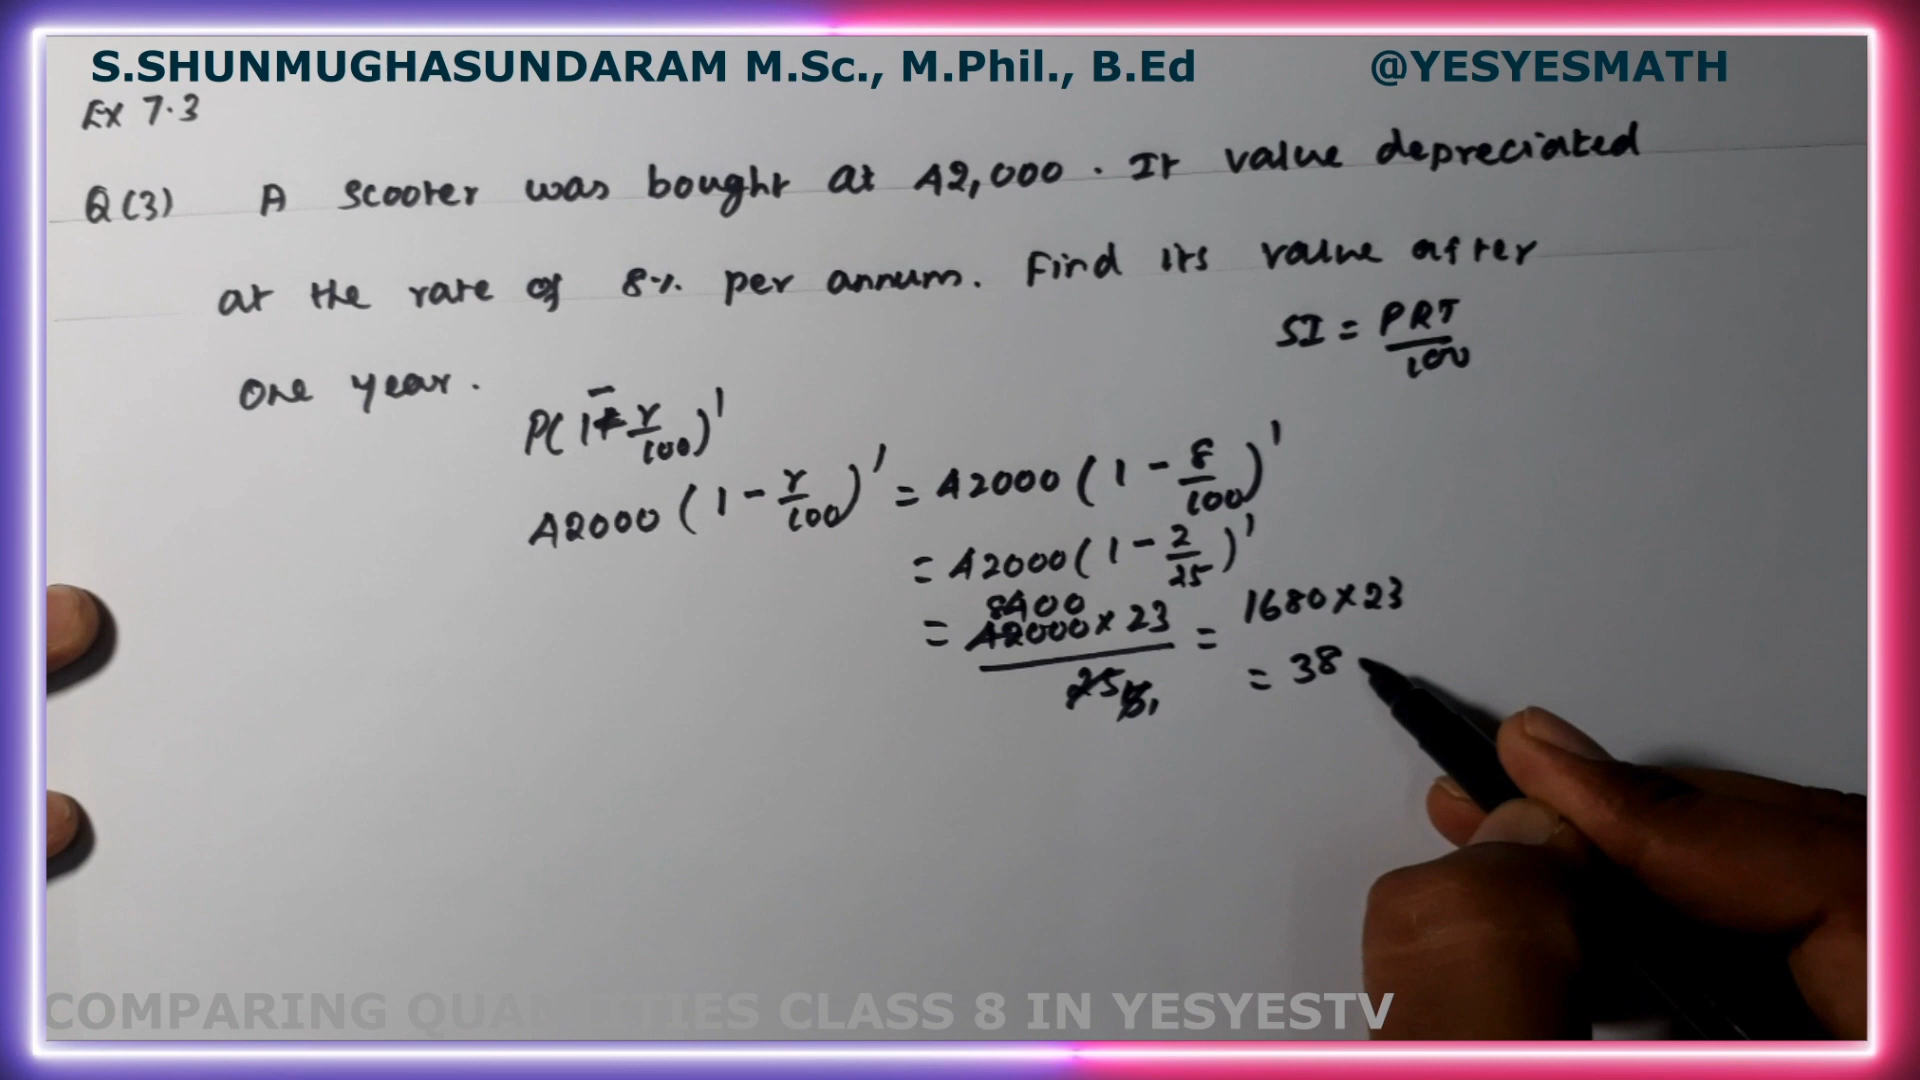 S.SHUNMUGHASUNDARAM M.Sc., M.Phil., B.Ed @YESYESMATH
Ex 7.3
Q(3) A scooter was bought at 42,000. It value depreciated
at the rate of 8% per annum. Find its value after
one year.
SI = PRT/100
P(1 - r/100)^1
42000 (1 - r/100)^1 = 42000 (1 - 8/100)^1
= 42000 (1 - 2/25)^1
8400
= 42000 x 23 / 25 5 1 = 1680 x 23
= 38
COMPARING QUANTITIES CLASS 8 IN YESYESTV